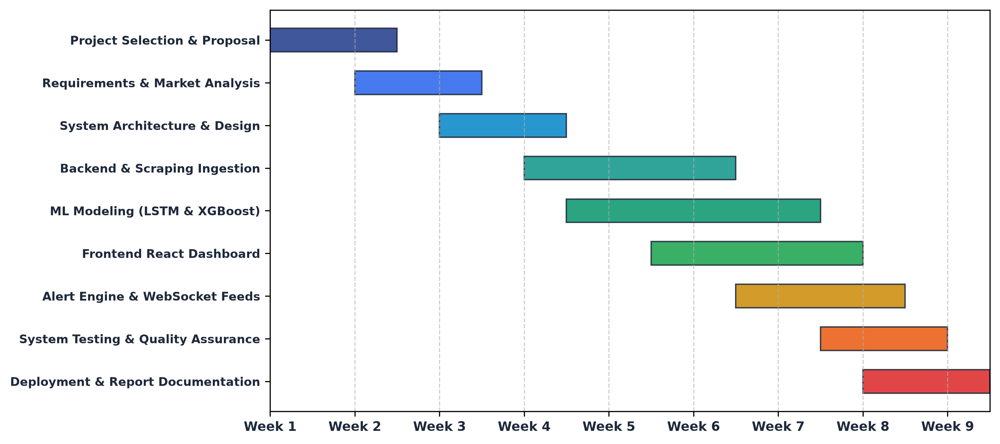 Project Selection & Proposal
Requirements & Market Analysis
System Architecture & Design
Backend & Scraping Ingestion
ML Modeling (LSTM & XGBoost)
Frontend React Dashboard
Alert Engine & WebSocket Feeds
System Testing & Quality Assurance
Deployment & Report Documentation
Week 1 Week 2 Week 3 Week 4 Week 5 Week 6 Week 7 Week 8 Week 9